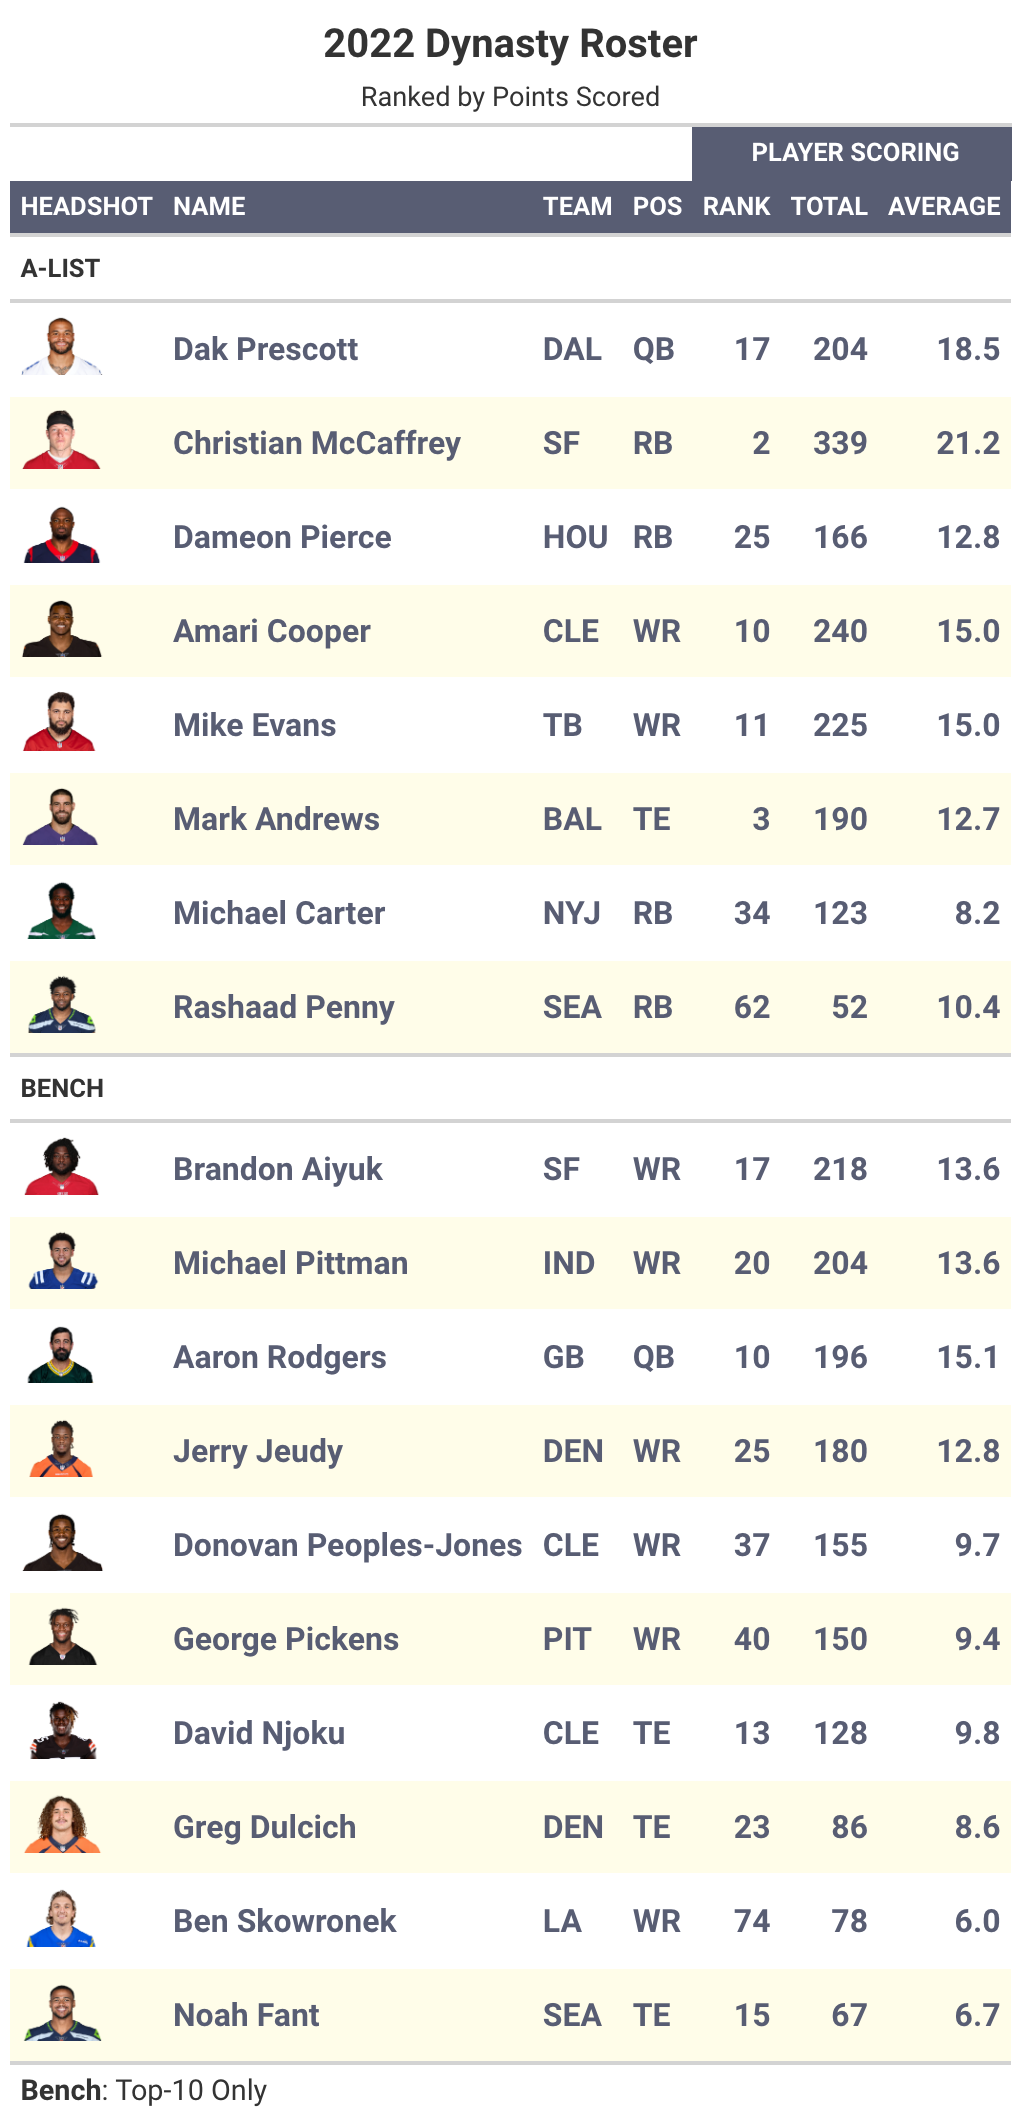 2022 Dynasty Roster
Ranked by Points Scored
PLAYER SCORING
HEADSHOT NAME TEAM POS RANK TOTAL AVERAGE
A-LIST
Dak Prescott DAL QB 17 204 18.5
Christian McCaffrey SF RB 2 339 21.2
Dameon Pierce HOU RB 25 166 12.8
Amari Cooper CLE WR 10 240 15.0
Mike Evans TB WR 11 225 15.0
Mark Andrews BAL TE 3 190 12.7
Michael Carter NYJ RB 34 123 8.2
Rashaad Penny SEA RB 62 52 10.4
BENCH
Brandon Aiyuk SF WR 17 218 13.6
Michael Pittman IND WR 20 204 13.6
Aaron Rodgers GB QB 10 196 15.1
Jerry Jeudy DEN WR 25 180 12.8
Donovan Peoples-Jones CLE WR 37 155 9.7
George Pickens PIT WR 40 150 9.4
David Njoku CLE TE 13 128 9.8
Greg Dulcich DEN TE 23 86 8.6
Ben Skowronek LA WR 74 78 6.0
Noah Fant SEA TE 15 67 6.7
Bench: Top-10 Only